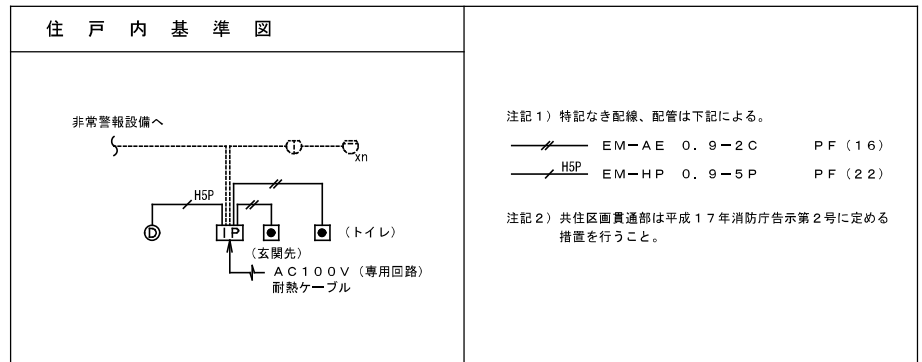 住戸内基準図
非常警報設備へ
xn
H5P
D
IP
(トイレ)
(玄関先)
AC100V(専用回路)
耐熱ケーブル
注記1)特記なき配線、配管は下記による。
EM-AE 0.9-2C PF(16)
H5P EM-HP 0.9-5P PF(22)
注記2)共住区画貫通部は平成17年消防庁告示第2号に定める
措置を行うこと。